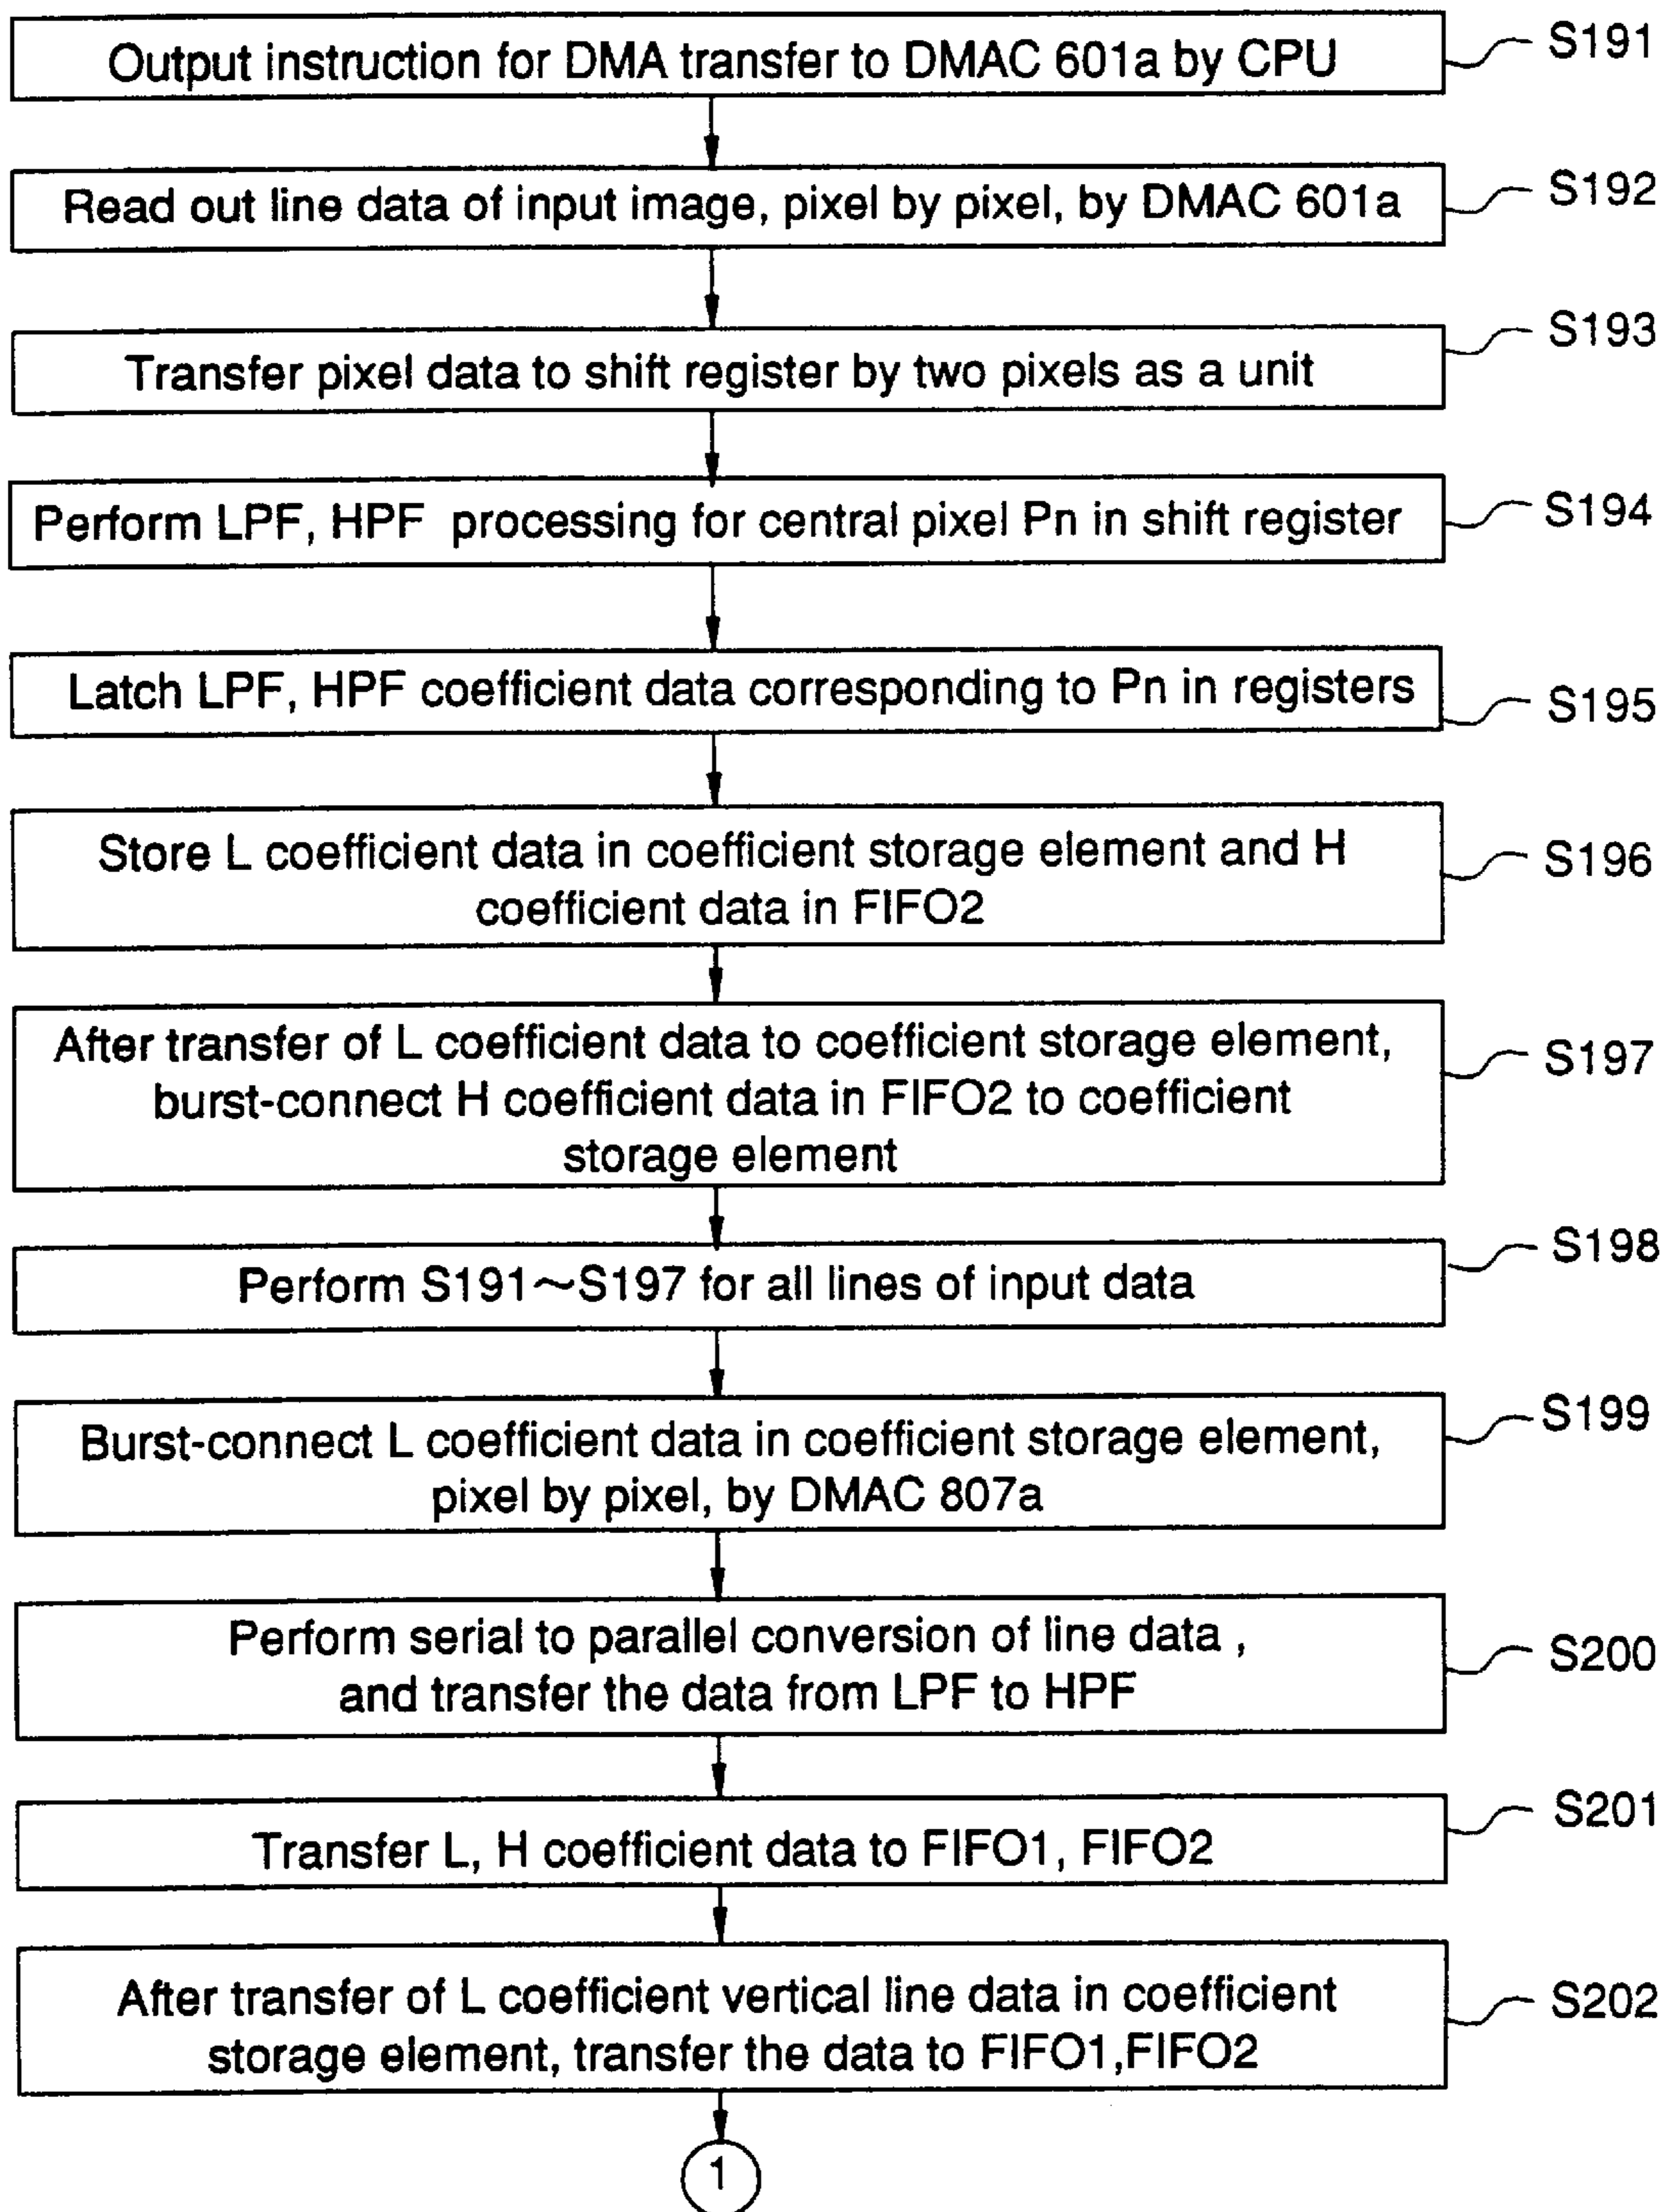 Output instruction for DMA transfer to DMAC 601a by CPU
S191
Read out line data of input image, pixel by pixel, by DMAC 601a
S192
Transfer pixel data to shift register by two pixels as a unit
S193
Perform LPF, HPF processing for central pixel Pn in shift register
S194
Latch LPF, HPF coefficient data corresponding to Pn in registers
S195
Store L coefficient data in coefficient storage element and H
coefficient data in FIFO2
S196
After transfer of L coefficient data to coefficient storage element,
burst-connect H coefficient data in FIFO2 to coefficient
storage element
S197
Perform S191~S197 for all lines of input data
S198
Burst-connect L coefficient data in coefficient storage element,
pixel by pixel, by DMAC 807a
S199
Perform serial to parallel conversion of line data ,
and transfer the data from LPF to HPF
S200
Transfer L, H coefficient data to FIFO1, FIFO2
S201
After transfer of L coefficient vertical line data in coefficient
storage element, transfer the data to FIFO1,FIFO2
S202
1